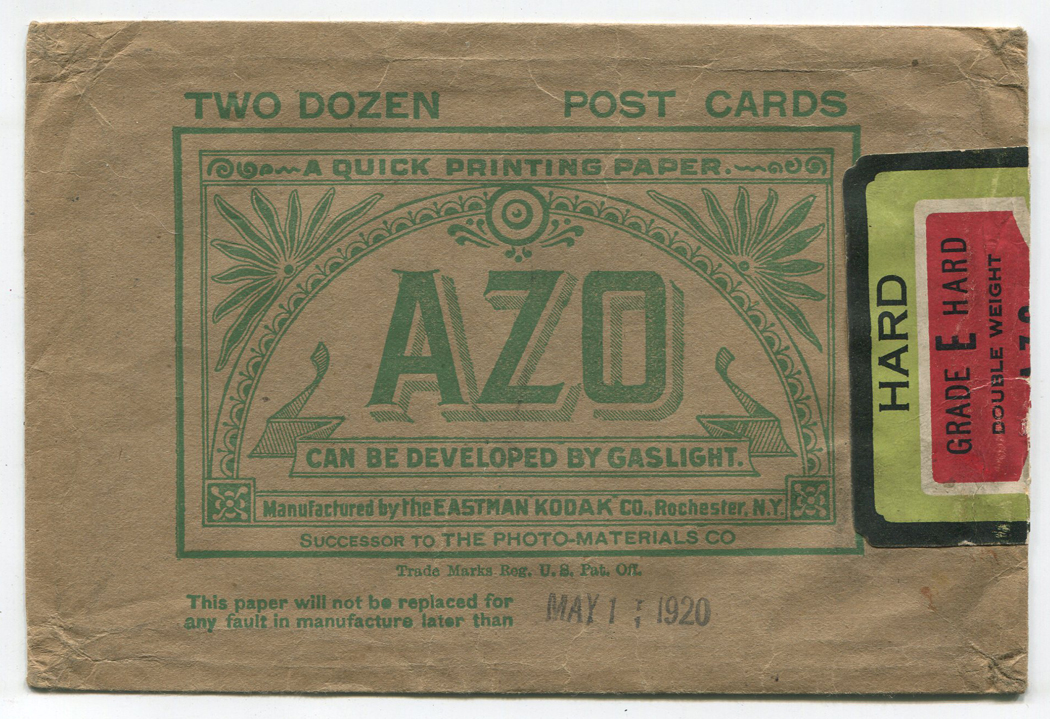 TWO DOZEN POST CARDS
A QUICK PRINTING PAPER.
AZO
CAN BE DEVELOPED BY GASLIGHT.
Manufactured by the EASTMAN KODAK CO., Rochester, N.Y.
SUCCESSOR TO THE PHOTO-MATERIALS CO
Trade Marks Reg. U. S. Pat. Off.
This paper will not be replaced for
any fault in manufacture later than
MAY 1 1920
HARD
GRADE E HARD
DOUBLE WEIGHT